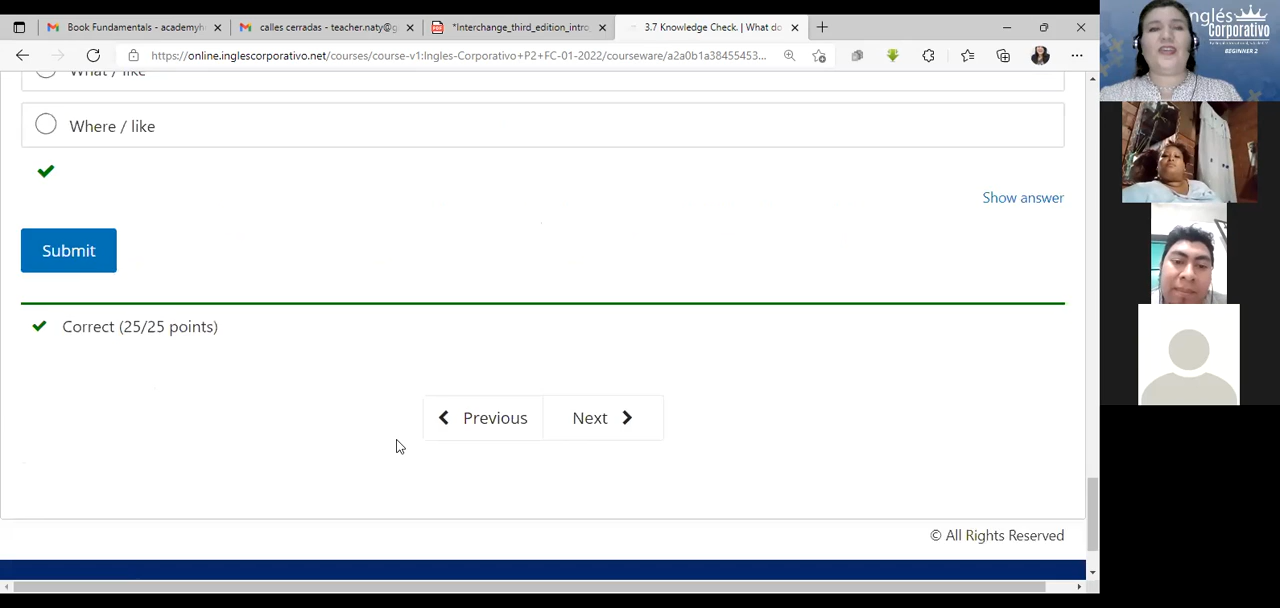 Book Fundamentals - academyh
calles cerradas - teacher.naty@g
*Interchange_third_edition_intro
3.7 Knowledge Check. | What do
https://online.inglescorporativo.net/courses/course-v1:Ingles-Corporativo+P2+FC-01-2022/courseware/a2a0b1a38455453...
What / like
Where / like
Show answer
Submit
Correct (25/25 points)
Previous Next
© All Rights Reserved
Inglés
Corporativo
BEGINNER 2